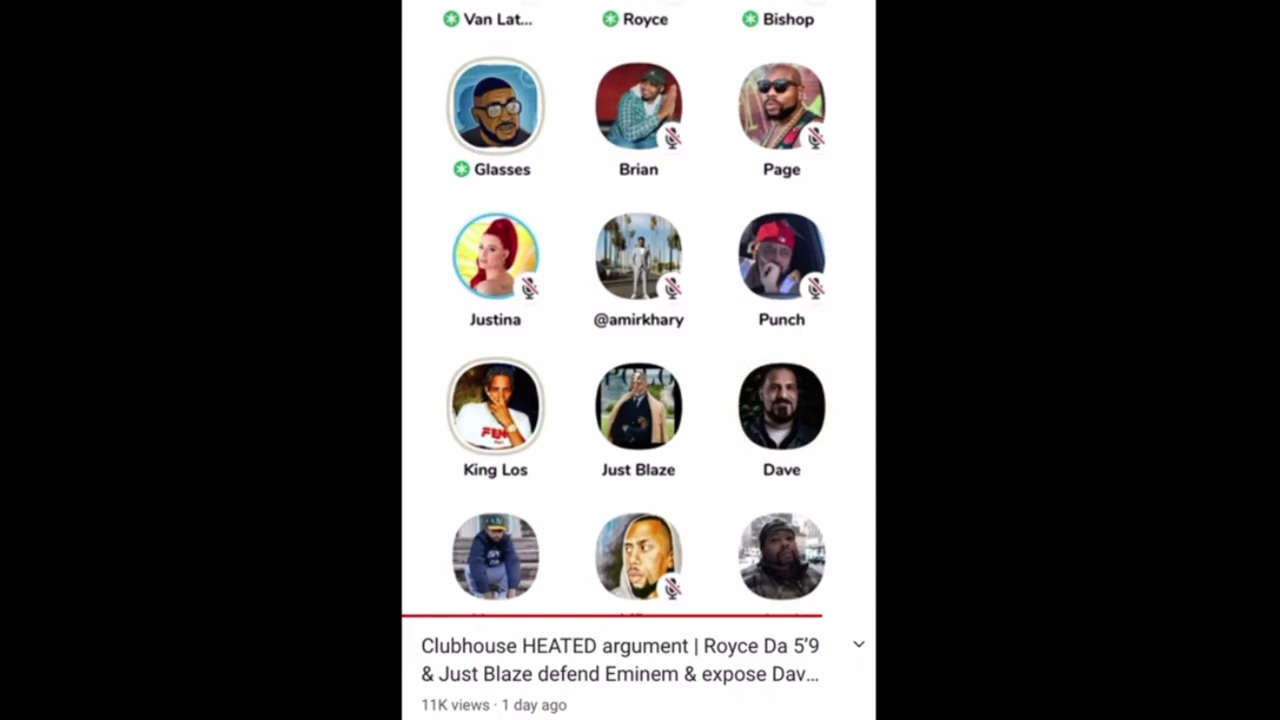 Van Lat...
Royce
Bishop
Glasses
Brian
Page
Justina
@amirkhary
Punch
FEN
King Los
Just Blaze
Dave
Clubhouse HEATED argument | Royce Da 5’9
& Just Blaze defend Eminem & expose Dav...
11K views · 1 day ago